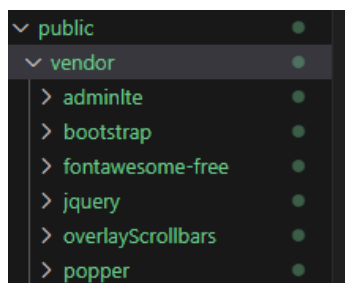 public
vendor
adminlte
bootstrap
fontawesome-free
jquery
overlayScrollbars
popper